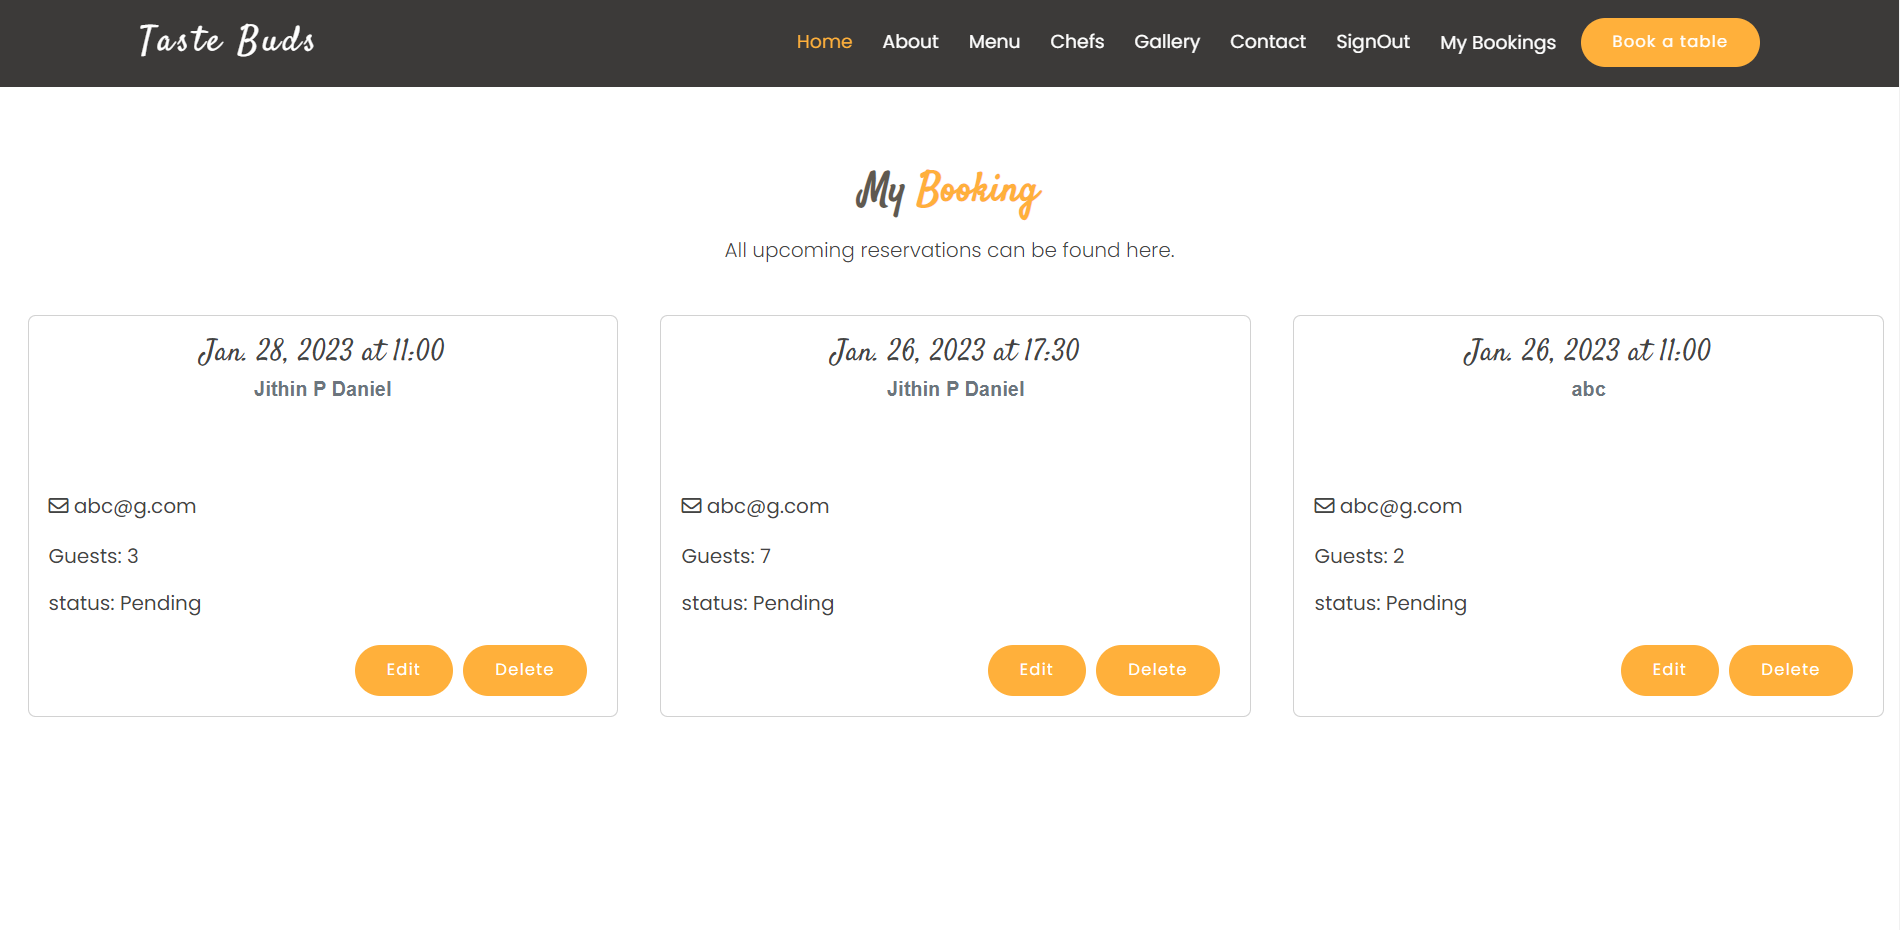 Taste Buds
Home About Menu Chefs Gallery Contact SignOut My Bookings Book a table
My Booking
All upcoming reservations can be found here.
Jan. 28, 2023 at 11:00
Jithin P Daniel
abc@g.com
Guests: 3
status: Pending
Edit Delete
Jan. 26, 2023 at 17:30
Jithin P Daniel
abc@g.com
Guests: 7
status: Pending
Edit Delete
Jan. 26, 2023 at 11:00
abc
abc@g.com
Guests: 2
status: Pending
Edit Delete